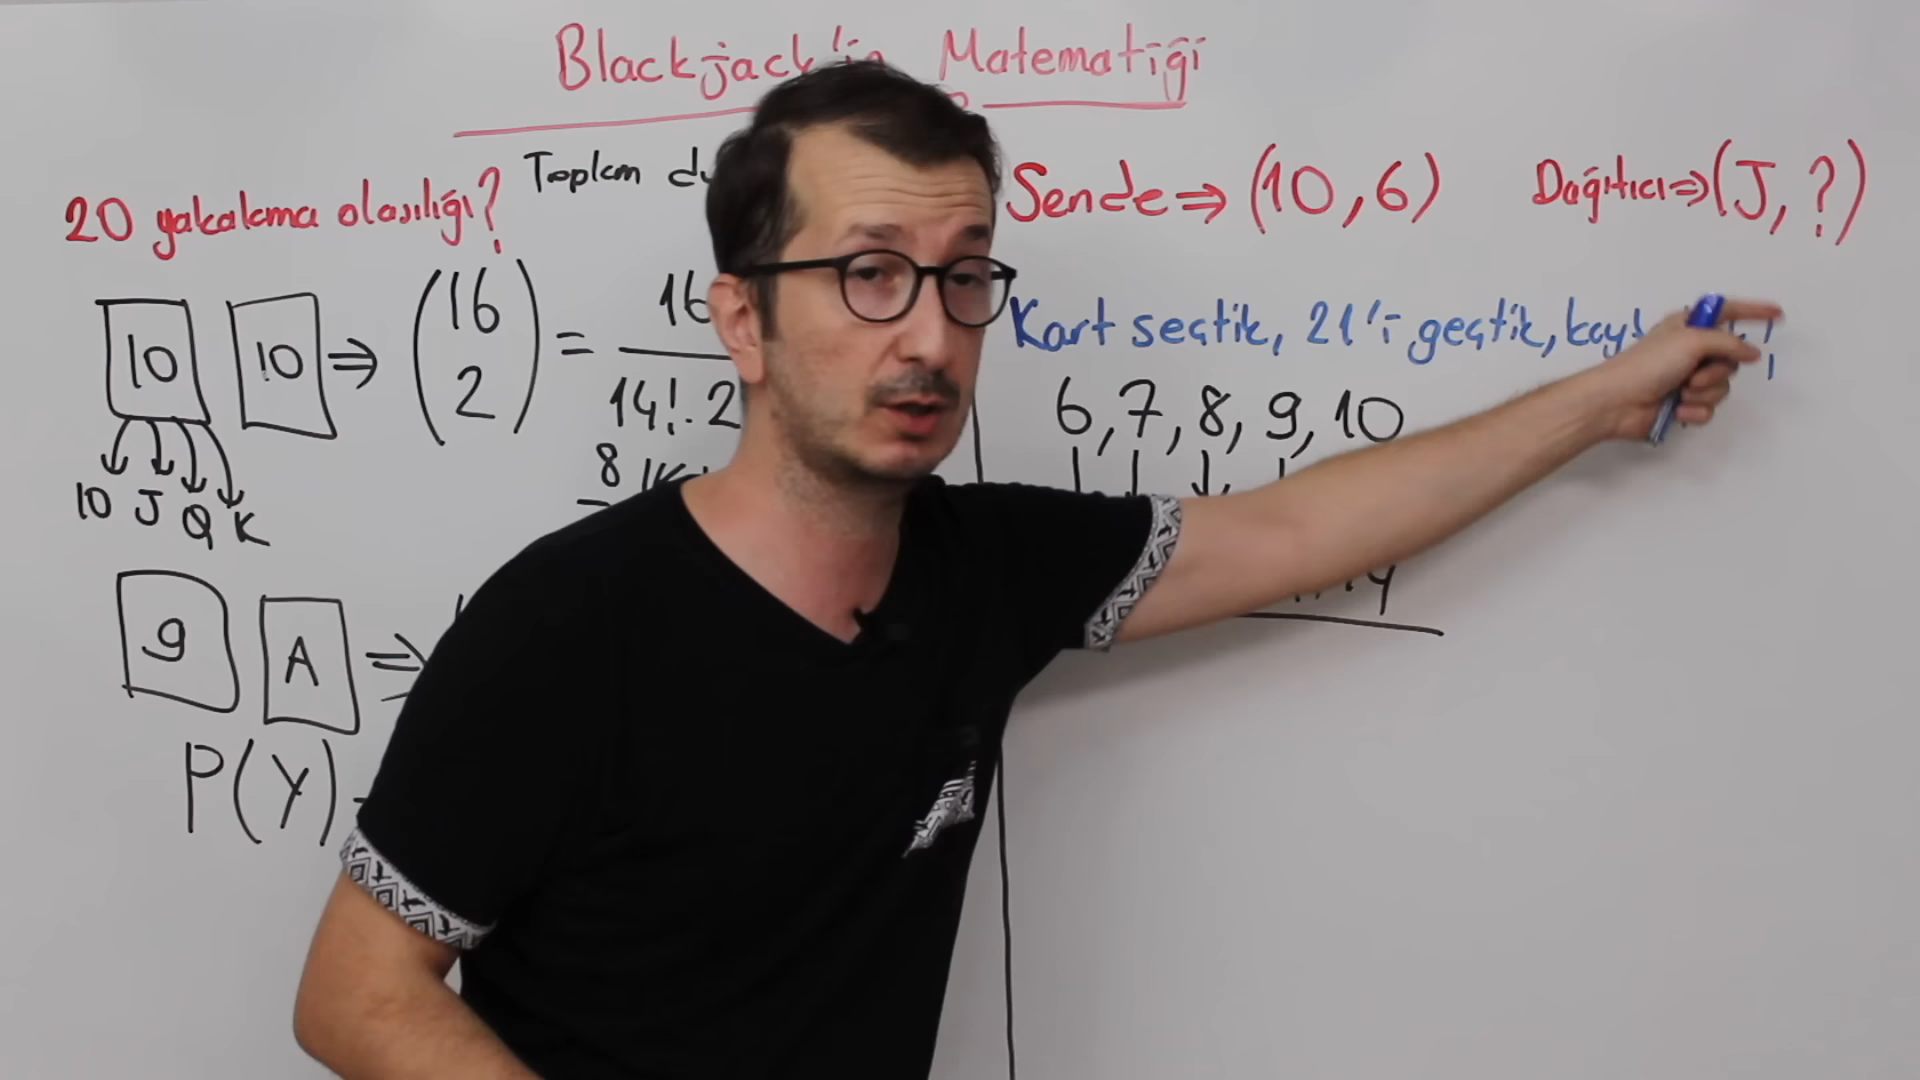 Blackjack'in Matematiği
20 yakalama olasılığı?
10 10 ⇒ (16 2) = 16
14!.2
8
10 J Q K
9 A ⇒
P(Y)
Toplam
Sende ⇒ (10,6) Dağıtıcı ⇒ (J, ?)
Kart seçtik, 21'i geçtik,
6, 7, 8, 9, 10